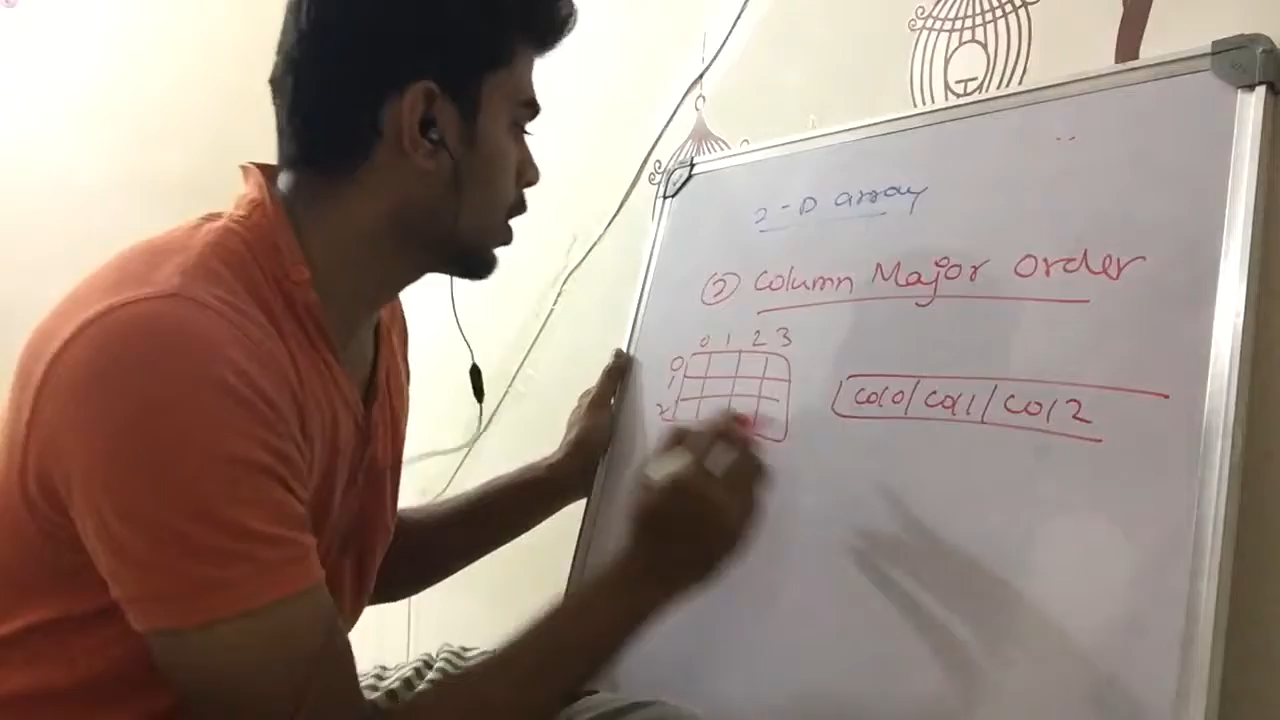 2-D array
② Column Major Order
0 1 2 3
0
1
2
Col 0 / Col 1 / Col 2